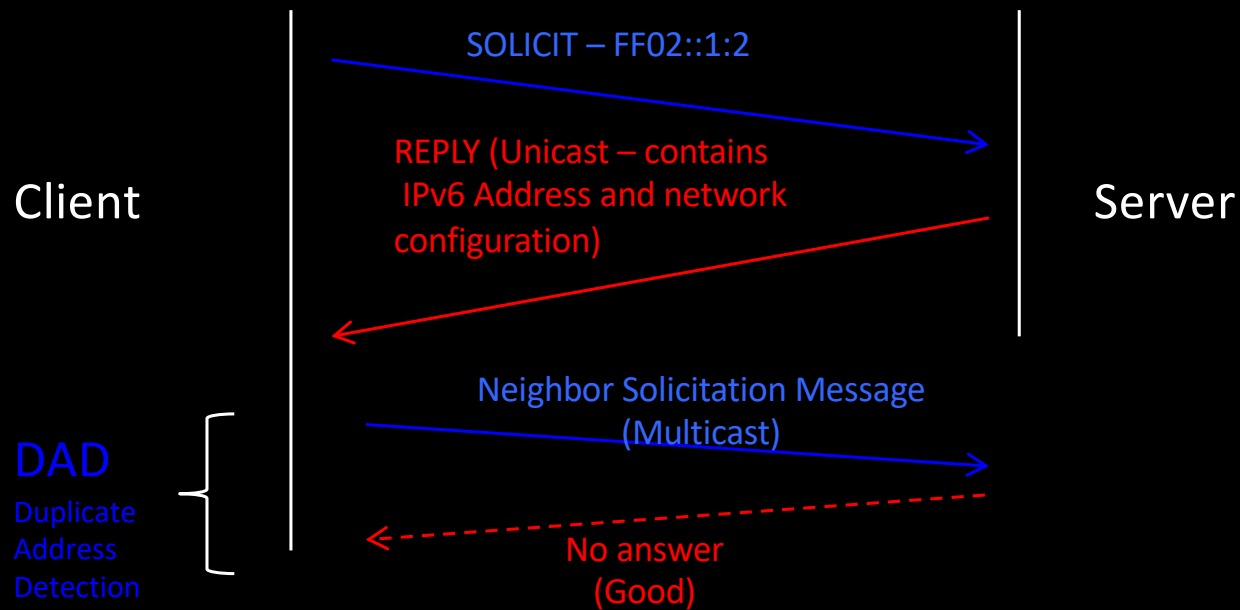 SOLICIT – FF02::1:2
REPLY (Unicast – contains
IPv6 Address and network
configuration)
Client
Server
Neighbor Solicitation Message
(Multicast)
DAD
Duplicate
Address
Detection
No answer
(Good)